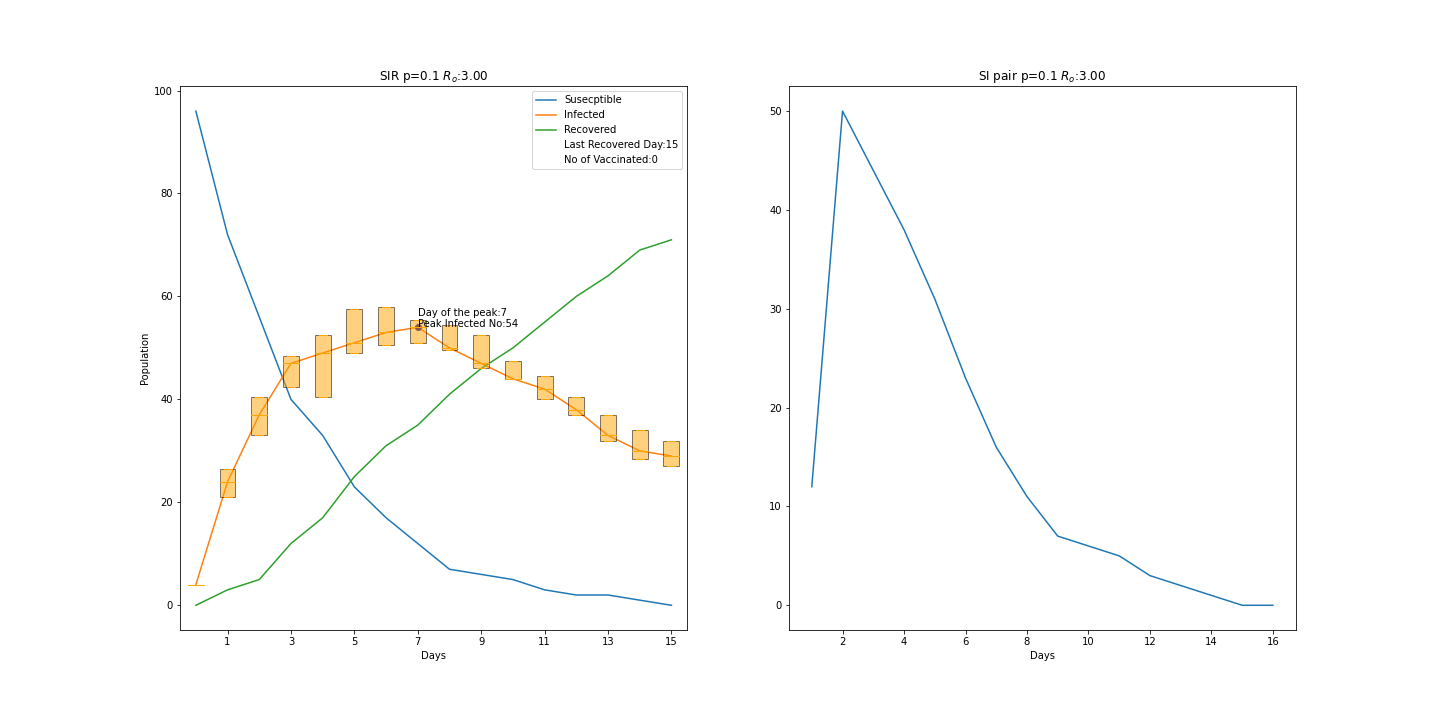 SIR p=0.1 Rₒ:3.00
100
80
60
40
20
0
Population
1
3
5
7
9
11
13
15
Days
Susecptible
Infected
Recovered
Last Recovered Day:15
No of Vaccinated:0
Day of the peak:7
Peak Infected No:54
SI pair p=0.1 Rₒ:3.00
50
40
30
20
10
0
2
4
6
8
10
12
14
16
Days